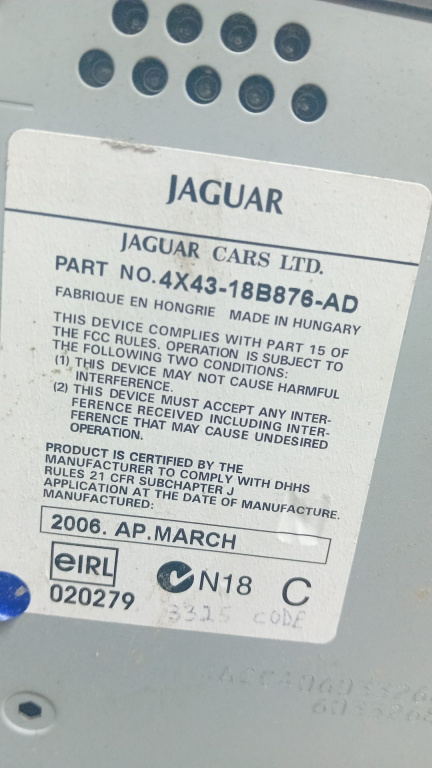 JAGUAR
JAGUAR CARS LTD.
PART NO.4X43-18B876-AD
FABRIQUE EN HONGRIE MADE IN HUNGARY
THIS DEVICE COMPLIES WITH PART 15 OF
THE FCC RULES. OPERATION IS SUBJECT TO
THE FOLLOWING TWO CONDITIONS:
(1) THIS DEVICE MAY NOT CAUSE HARMFUL
INTERFERENCE.
(2) THIS DEVICE MUST ACCEPT ANY INTER-
FERENCE RECEIVED INCLUDING INTER-
FERENCE THAT MAY CAUSE UNDESIRED
OPERATION.
PRODUCT IS CERTIFIED BY THE
MANUFACTURER TO COMPLY WITH DHHS
RULES 21 CFR SUBCHAPTER J
APPLICATION AT THE DATE OF MANUFACTURE.
MANUFACTURED:
2006. AP.MARCH
eIRL
N18 C
020279
3325 CODE